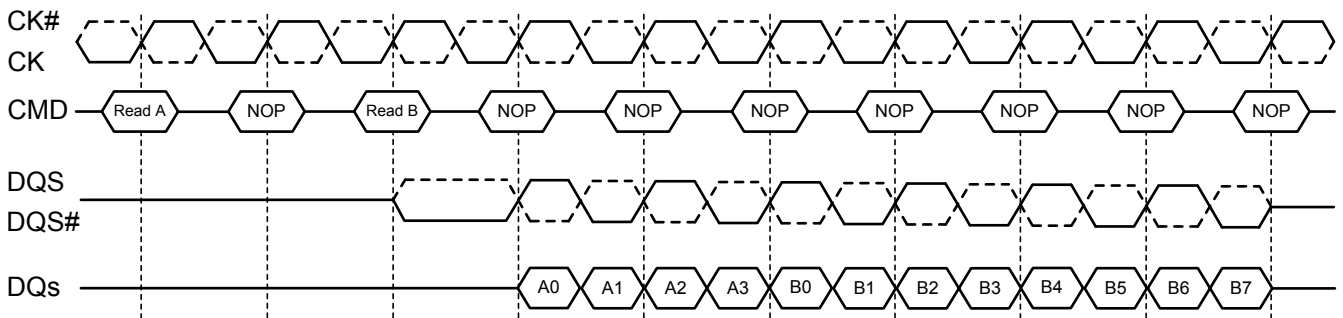 CK#
CK
CMD Read A NOP Read B NOP NOP NOP NOP NOP NOP NOP
DQS
DQS#
DQs A0 A1 A2 A3 B0 B1 B2 B3 B4 B5 B6 B7